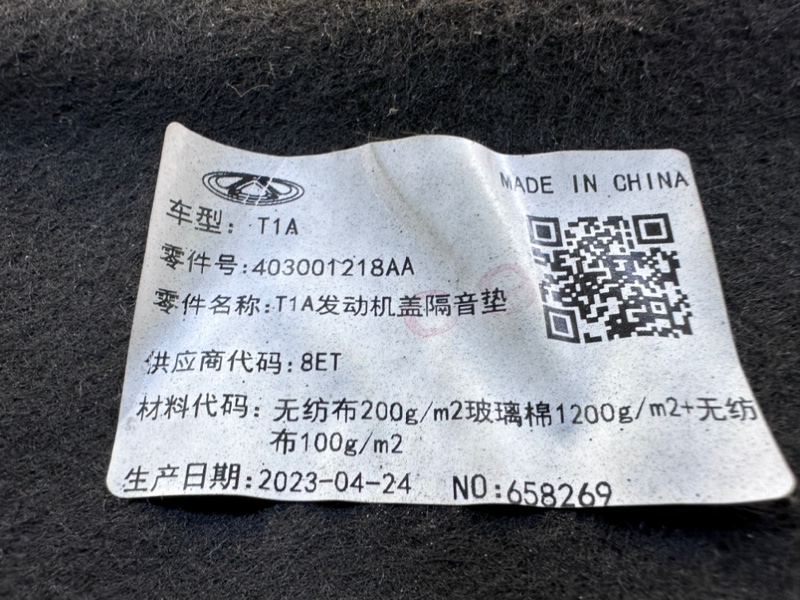 MADE IN CHINA
车型: T1A
零件号:403001218AA
零件名称:T1A发动机盖隔音垫
供应商代码:8ET
材料代码: 无纺布200g/m2玻璃棉1200g/m2+无纺
布100g/m2
生产日期:2023-04-24 NO:658269